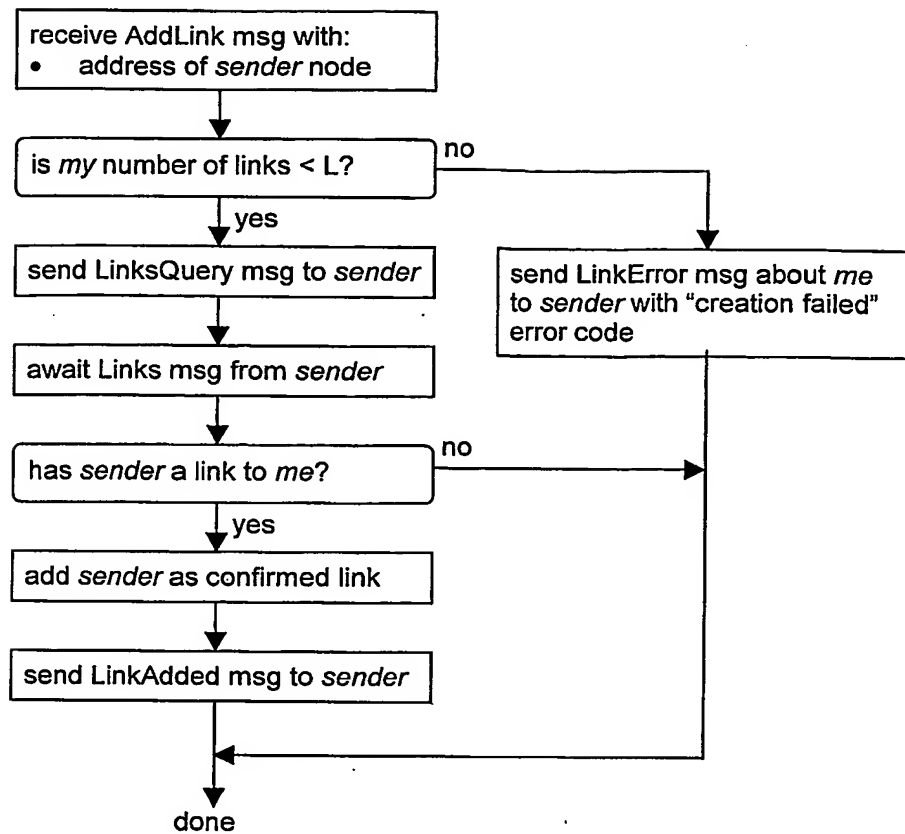 receive AddLink msg with:
• address of sender node
is my number of links < L?
no
yes
send LinksQuery msg to sender
send LinkError msg about me
to sender with “creation failed”
error code
await Links msg from sender
has sender a link to me?
no
yes
add sender as confirmed link
send LinkAdded msg to sender
done